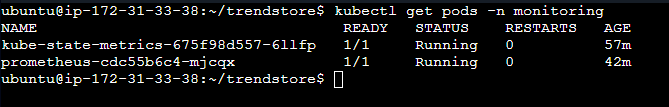 ubuntu@ip-172-31-33-38:~/trendstore$ kubectl get pods -n monitoring
NAME READY STATUS RESTARTS AGE
kube-state-metrics-675f98d557-6llfp 1/1 Running 0 57m
prometheus-cdc55b6c4-mjcqx 1/1 Running 0 42m
ubuntu@ip-172-31-33-38:~/trendstore$